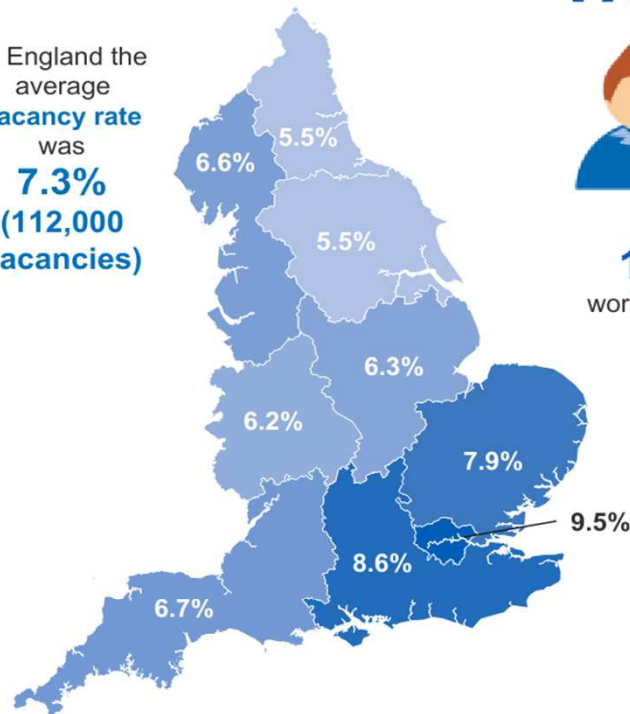 England the
average
acancy rate
was
7.3%
(112,000
acancies)
5.5%
6.6%
5.5%
6.3%
6.2%
7.9%
9.5%
8.6%
6.7%
wor